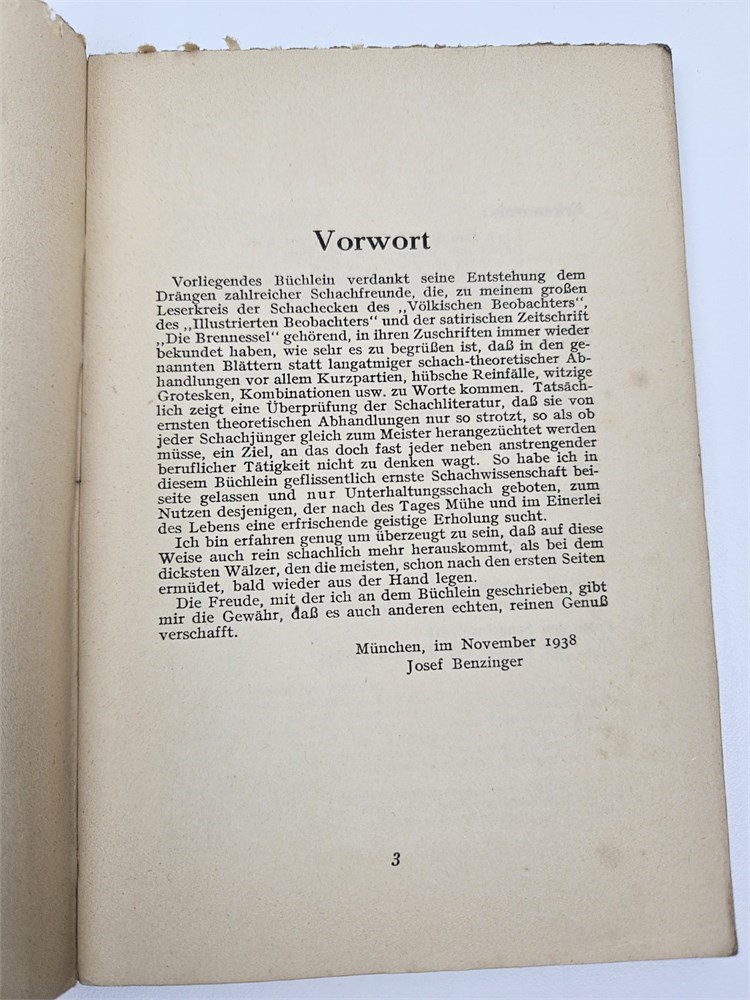 Vorwort
Vorliegendes Büchlein verdankt seine Entstehung dem
Drängen zahlreicher Schachfreunde, die, zu meinem großen
Leserkreis der Schachecken des „Völkischen Beobachters",
des „Illustrierten Beobachters" und der satirischen Zeitschrift
„Die Brennessel" gehörend, in ihren Zuschriften immer wieder
bekundet haben, wie sehr es zu begrüßen ist, daß in den ge-
nannten Blättern statt langatmiger schach-theoretischer Ab-
handlungen vor allem Kurzpartien, hübsche Reinfälle, witzige
Grotesken, Kombinationen usw. zu Worte kommen. Tatsäch-
lich zeigt eine Überprüfung der Schachliteratur, daß sie von
ernsten theoretischen Abhandlungen nur so strotzt, so als ob
jeder Schachjünger gleich zum Meister herangezüchtet werden
müsse, ein Ziel, an das doch fast jeder neben anstrengender
beruflicher Tätigkeit nicht zu denken wagt. So habe ich in
diesem Büchlein geflissentlich ernste Schachwissenschaft bei-
seite gelassen und nur Unterhaltungsschach geboten, zum
Nutzen desjenigen, der nach des Tages Mühe und im Einerlei
des Lebens eine erfrischende geistige Erholung sucht.
Ich bin erfahren genug um überzeugt zu sein, daß auf diese
Weise auch rein schachlich mehr herauskommt, als bei dem
dicksten Wälzer, den die meisten, schon nach den ersten Seiten
ermüdet, bald wieder aus der Hand legen.
Die Freude, mit der ich an dem Büchlein geschrieben, gibt
mir die Gewähr, daß es auch anderen echten, reinen Genuß
verschafft.
München, im November 1938
Josef Benzinger
3